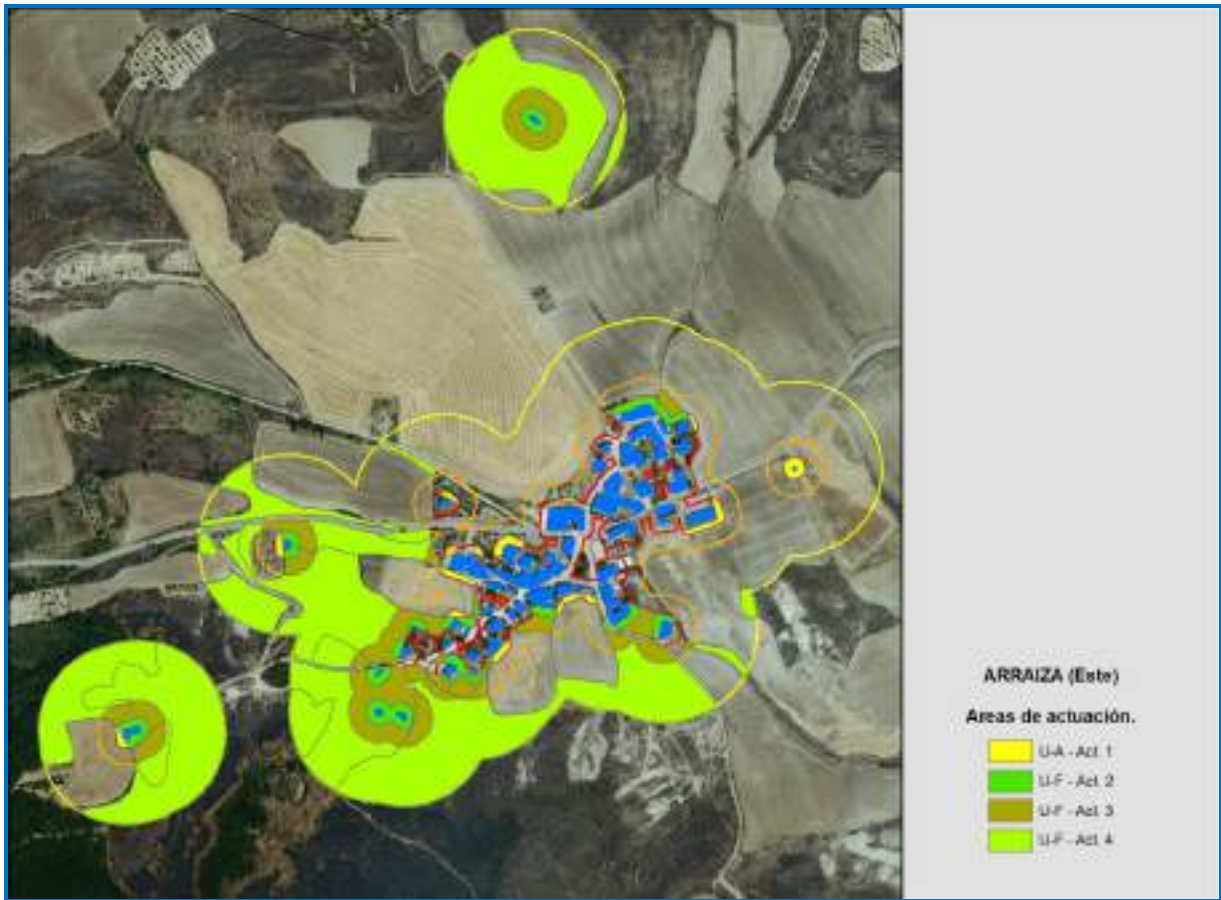 ARRAIZA (Este)
Areas de actuación.
U-A - Act. 1
U-F - Act. 2
U-F - Act. 3
U-F - Act. 4